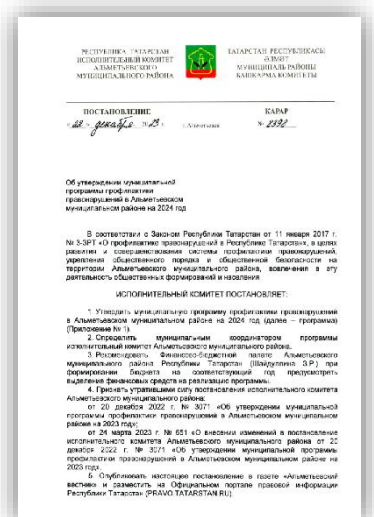 РЕСПУБЛИКА ТАТАРСТАН
ИСПОЛНИТЕЛЬНЫЙ КОМИТЕТ
АЛЬМЕТЬЕВСКОГО
МУНИЦИПАЛЬНОГО РАЙОНА
ТАТАРСТАН РЕСПУБЛИКАСЫ
ӘЛМӘТ
МУНИЦИПАЛЬ РАЙОНЫ
БАШКАРМА КОМИТЕТЫ
ПОСТАНОВЛЕНИЕ
КАРАР
декабря 2023 г.
г.Альметьевск
№
Об утверждении муниципальной
программы профилактики
правонарушений в Альметьевском
муниципальном районе на 2024 год
В соответствии с Законом Республики Татарстан от 11 января 2017 г.
№ 3-ЗРТ «О профилактике правонарушений в Республике Татарстан», в целях
развития и совершенствования системы профилактики правонарушений,
укрепления общественного порядка и общественной безопасности на
территории Альметьевского муниципального района, вовлечения в эту
деятельность общественных формирований и населения
ИСПОЛНИТЕЛЬНЫЙ КОМИТЕТ ПОСТАНОВЛЯЕТ:
1. Утвердить муниципальную программу профилактики правонарушений
в Альметьевском муниципальном районе на 2024 год (далее – программа)
(Приложение № 1).
2. Определить муниципальным координатором программы
исполнительный комитет Альметьевского муниципального района.
3. Рекомендовать Финансово-бюджетной палате Альметьевского
муниципального района Республики Татарстан (Шайдуллина З.Р.) при
формировании бюджета на соответствующий год предусмотреть
выделение финансовых средств на реализацию программы.
4. Признать утратившими силу постановления исполнительного комитета
Альметьевского муниципального района:
от 20 декабря 2022 г. № 3071 «Об утверждении муниципальной
программы профилактики правонарушений в Альметьевском муниципальном
районе на 2023 год»;
от 24 марта 2023 г. № 651 «О внесении изменений в постановление
исполнительного комитета Альметьевского муниципального района от 20
декабря 2022 г. № 3071 «Об утверждении муниципальной программы
профилактики правонарушений в Альметьевском муниципальном районе на
2023 год».
5. Опубликовать настоящее постановление в газете «Альметьевский
вестник» и разместить на Официальном портале правовой информации
Республики Татарстан (PRAVO.TATARSTAN.RU).